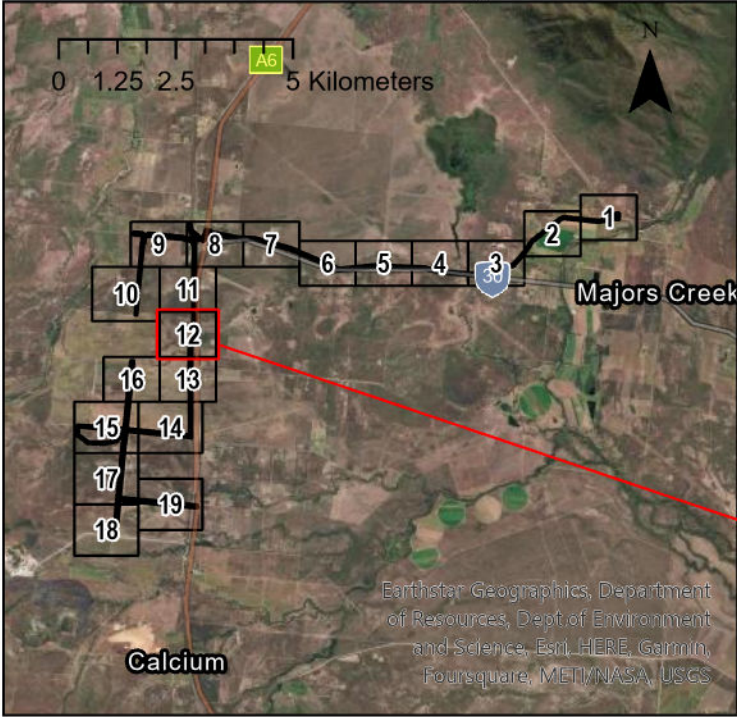 N
A6
0 1.25 2.5 5 Kilometers
1
2
9 8 7
6 5 4 3
30
10 11
Majors Creek
12
16 13
15 14
17
19
18
Earthstar Geographics, Department
of Resources, Dept.of Environment
and Science, Esri, HERE, Garmin,
Foursquare, METI/NASA, USGS
Calcium